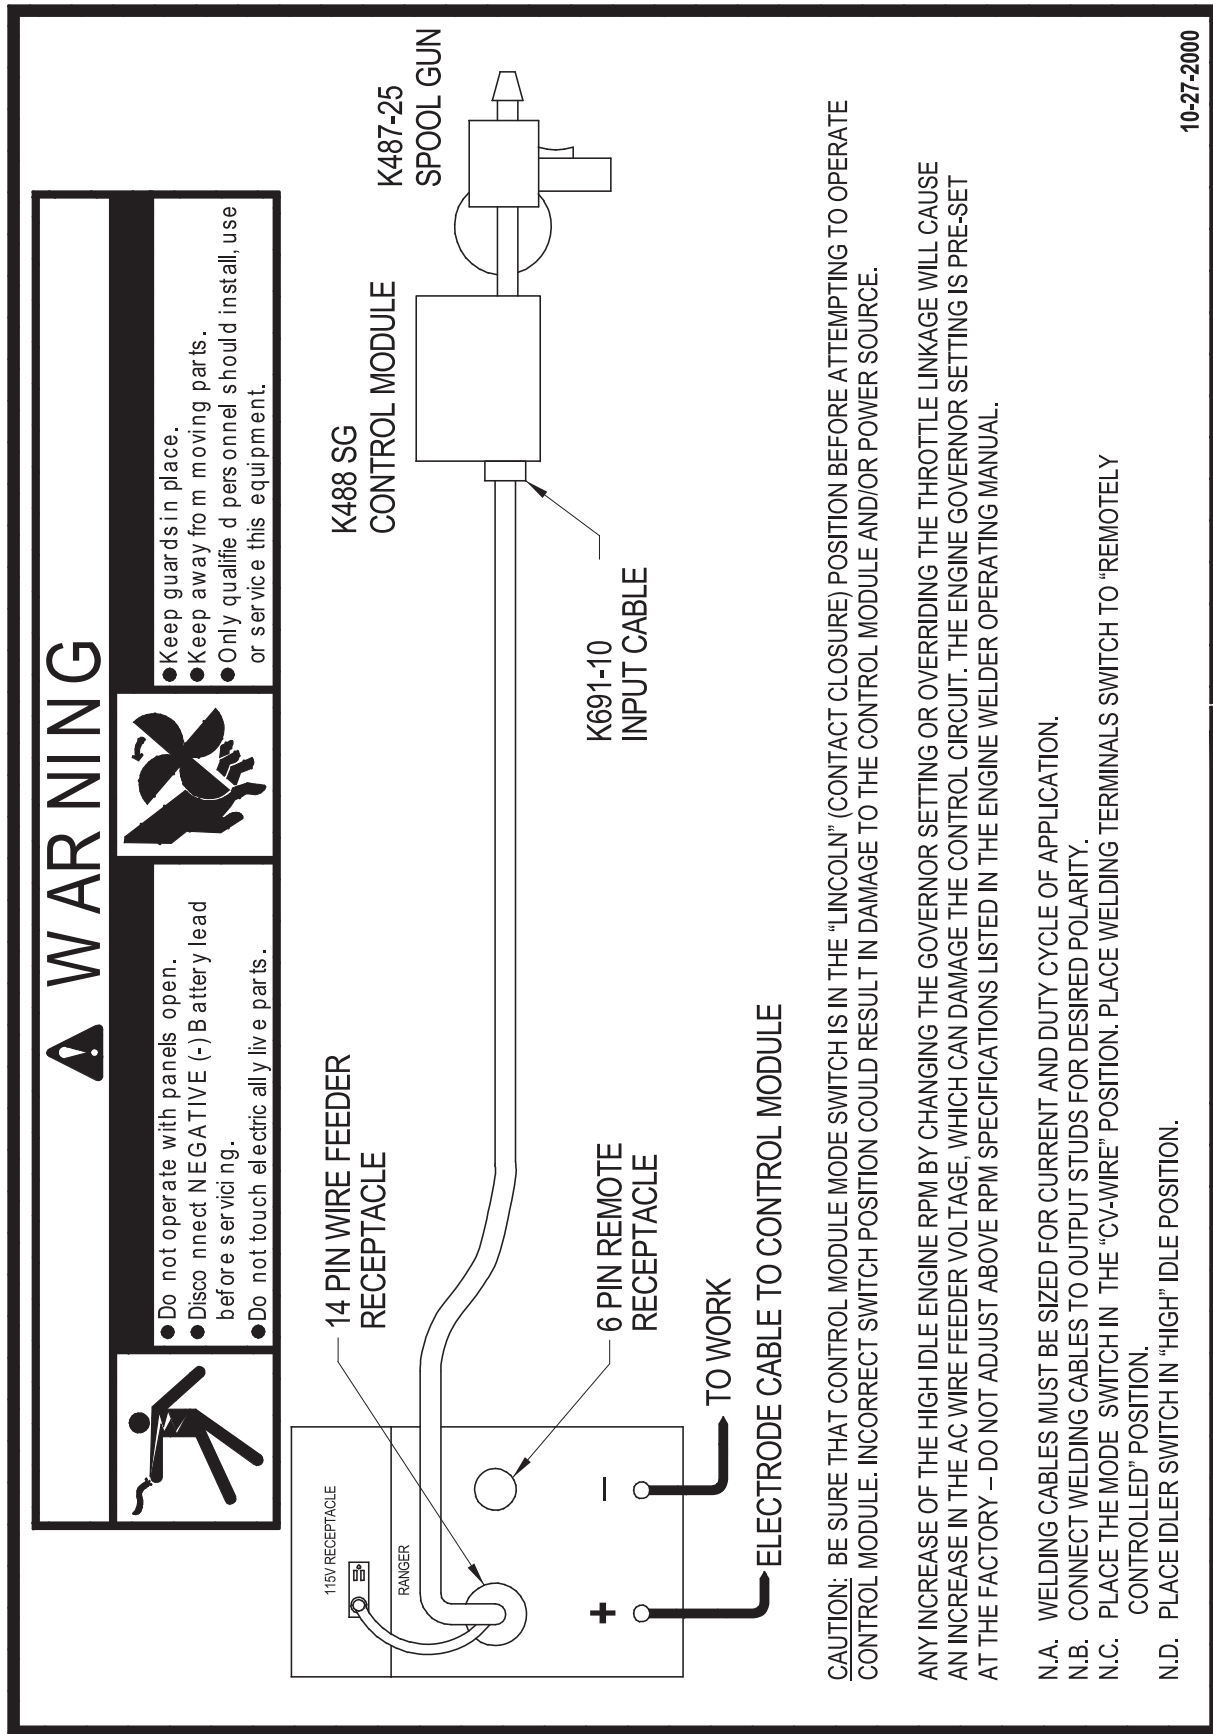 WARNING
● Do not operate with panels open.
● Disconnect NEGATIVE (-) Battery lead
before servicing.
● Do not touch electrically live parts.
● Keep guards in place.
● Keep away from moving parts.
● Only qualified personnel should install, use
or service this equipment.
115V RECEPTACLE
RANGER
14 PIN WIRE FEEDER
RECEPTACLE
6 PIN REMOTE
RECEPTACLE
+
–
TO WORK
ELECTRODE CABLE TO CONTROL MODULE
K691-10
INPUT CABLE
K488 SG
CONTROL MODULE
K487-25
SPOOL GUN
CAUTION: BE SURE THAT CONTROL MODULE MODE SWITCH IS IN THE “LINCOLN” (CONTACT CLOSURE) POSITION BEFORE ATTEMPTING TO OPERATE
CONTROL MODULE. INCORRECT SWITCH POSITION COULD RESULT IN DAMAGE TO THE CONTROL MODULE AND/OR POWER SOURCE.
ANY INCREASE OF THE HIGH IDLE ENGINE RPM BY CHANGING THE GOVERNOR SETTING OR OVERRIDING THE THROTTLE LINKAGE WILL CAUSE
AN INCREASE IN THE AC WIRE FEEDER VOLTAGE, WHICH CAN DAMAGE THE CONTROL CIRCUIT. THE ENGINE GOVERNOR SETTING IS PRE-SET
AT THE FACTORY – DO NOT ADJUST ABOVE RPM SPECIFICATIONS LISTED IN THE ENGINE WELDER OPERATING MANUAL.
N.A. WELDING CABLES MUST BE SIZED FOR CURRENT AND DUTY CYCLE OF APPLICATION.
N.B. CONNECT WELDING CABLES TO OUTPUT STUDS FOR DESIRED POLARITY.
N.C. PLACE THE MODE SWITCH IN THE “CV-WIRE” POSITION. PLACE WELDING TERMINALS SWITCH TO “REMOTELY
CONTROLLED” POSITION.
N.D. PLACE IDLER SWITCH IN “HIGH” IDLE POSITION.
10-27-2000